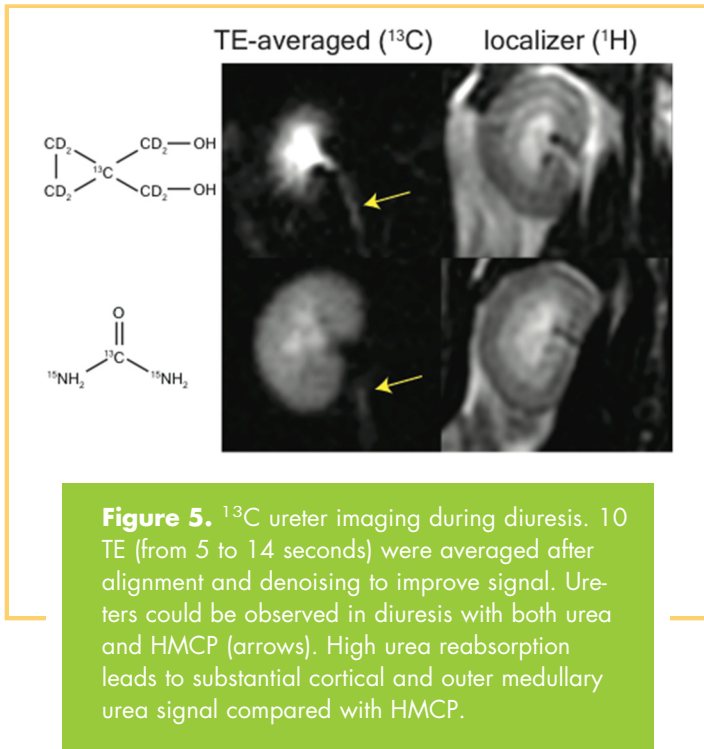 TE-averaged (¹³C) localizer (¹H)
CD₂ CD₂—OH
¹³C
CD₂ CD₂—OH
O
¹³C
¹⁵NH₂ ¹⁵NH₂
Figure 5. ¹³C ureter imaging during diuresis. 10
TE (from 5 to 14 seconds) were averaged after
alignment and denoising to improve signal. Ure-
ters could be observed in diuresis with both urea
and HMCP (arrows). High urea reabsorption
leads to substantial cortical and outer medullary
urea signal compared with HMCP.